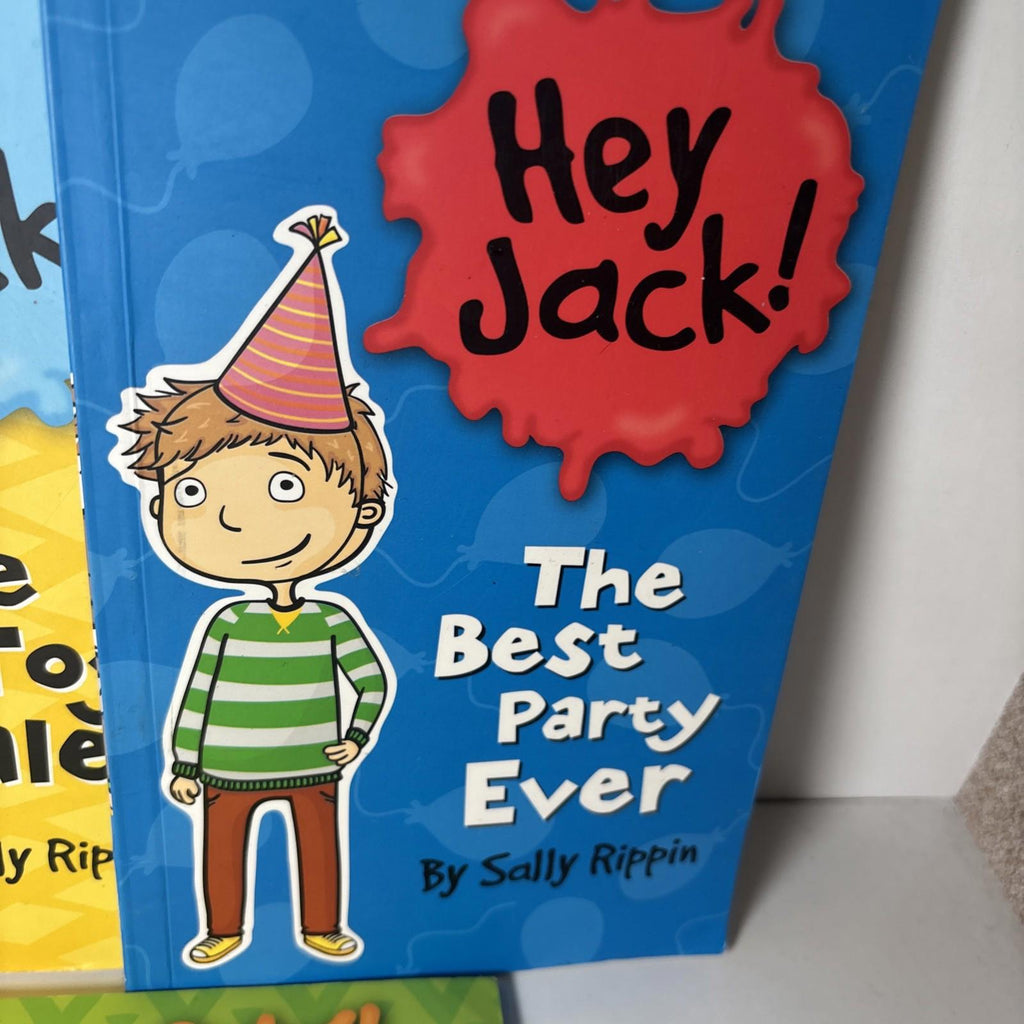 Hey
Jack!
The
Best
Party
Ever
By Sally Rippin